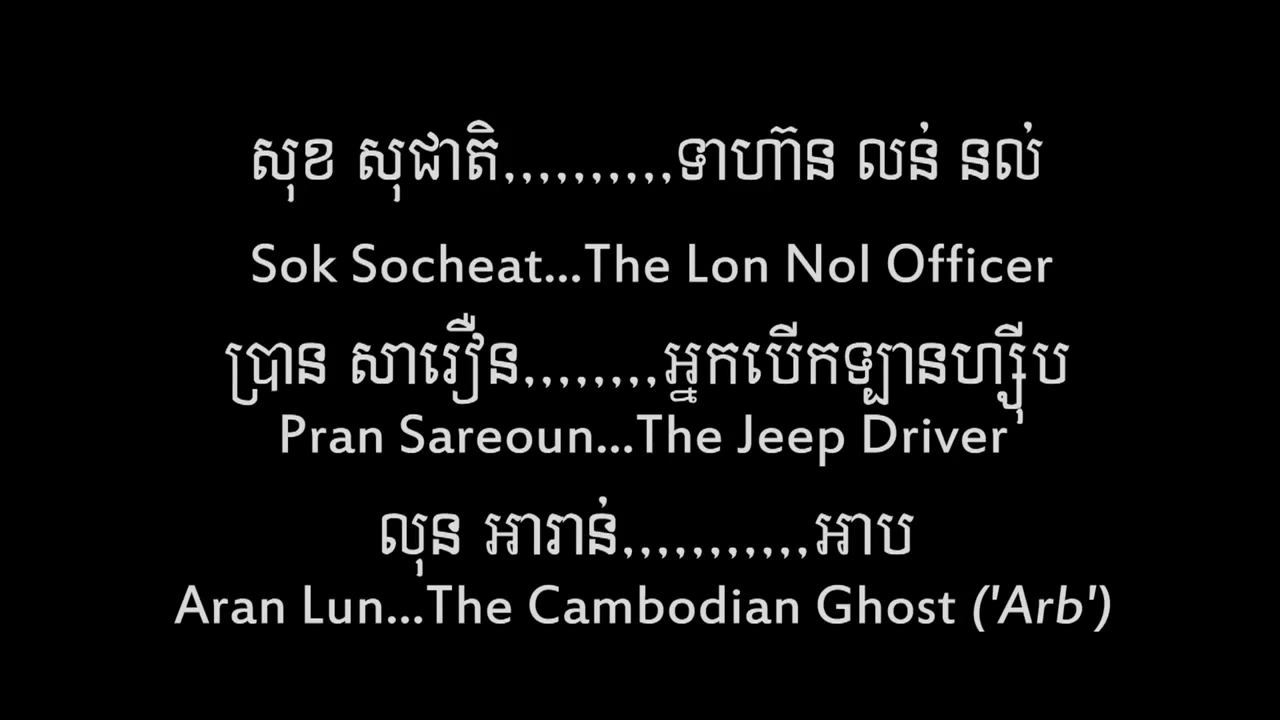 សុខ សុជាតិ,,,,,,,,,,ទាហ៊ាន លន់ នល់
Sok Socheat...The Lon Nol Officer
ប្រាន សារឿន,,,,,,,,អ្នកបើកឡានហ្ស៊ីប
Pran Sareoun...The Jeep Driver
លុន អារាន់,,,,,,,,,,,អាប
Aran Lun...The Cambodian Ghost ('Arb')